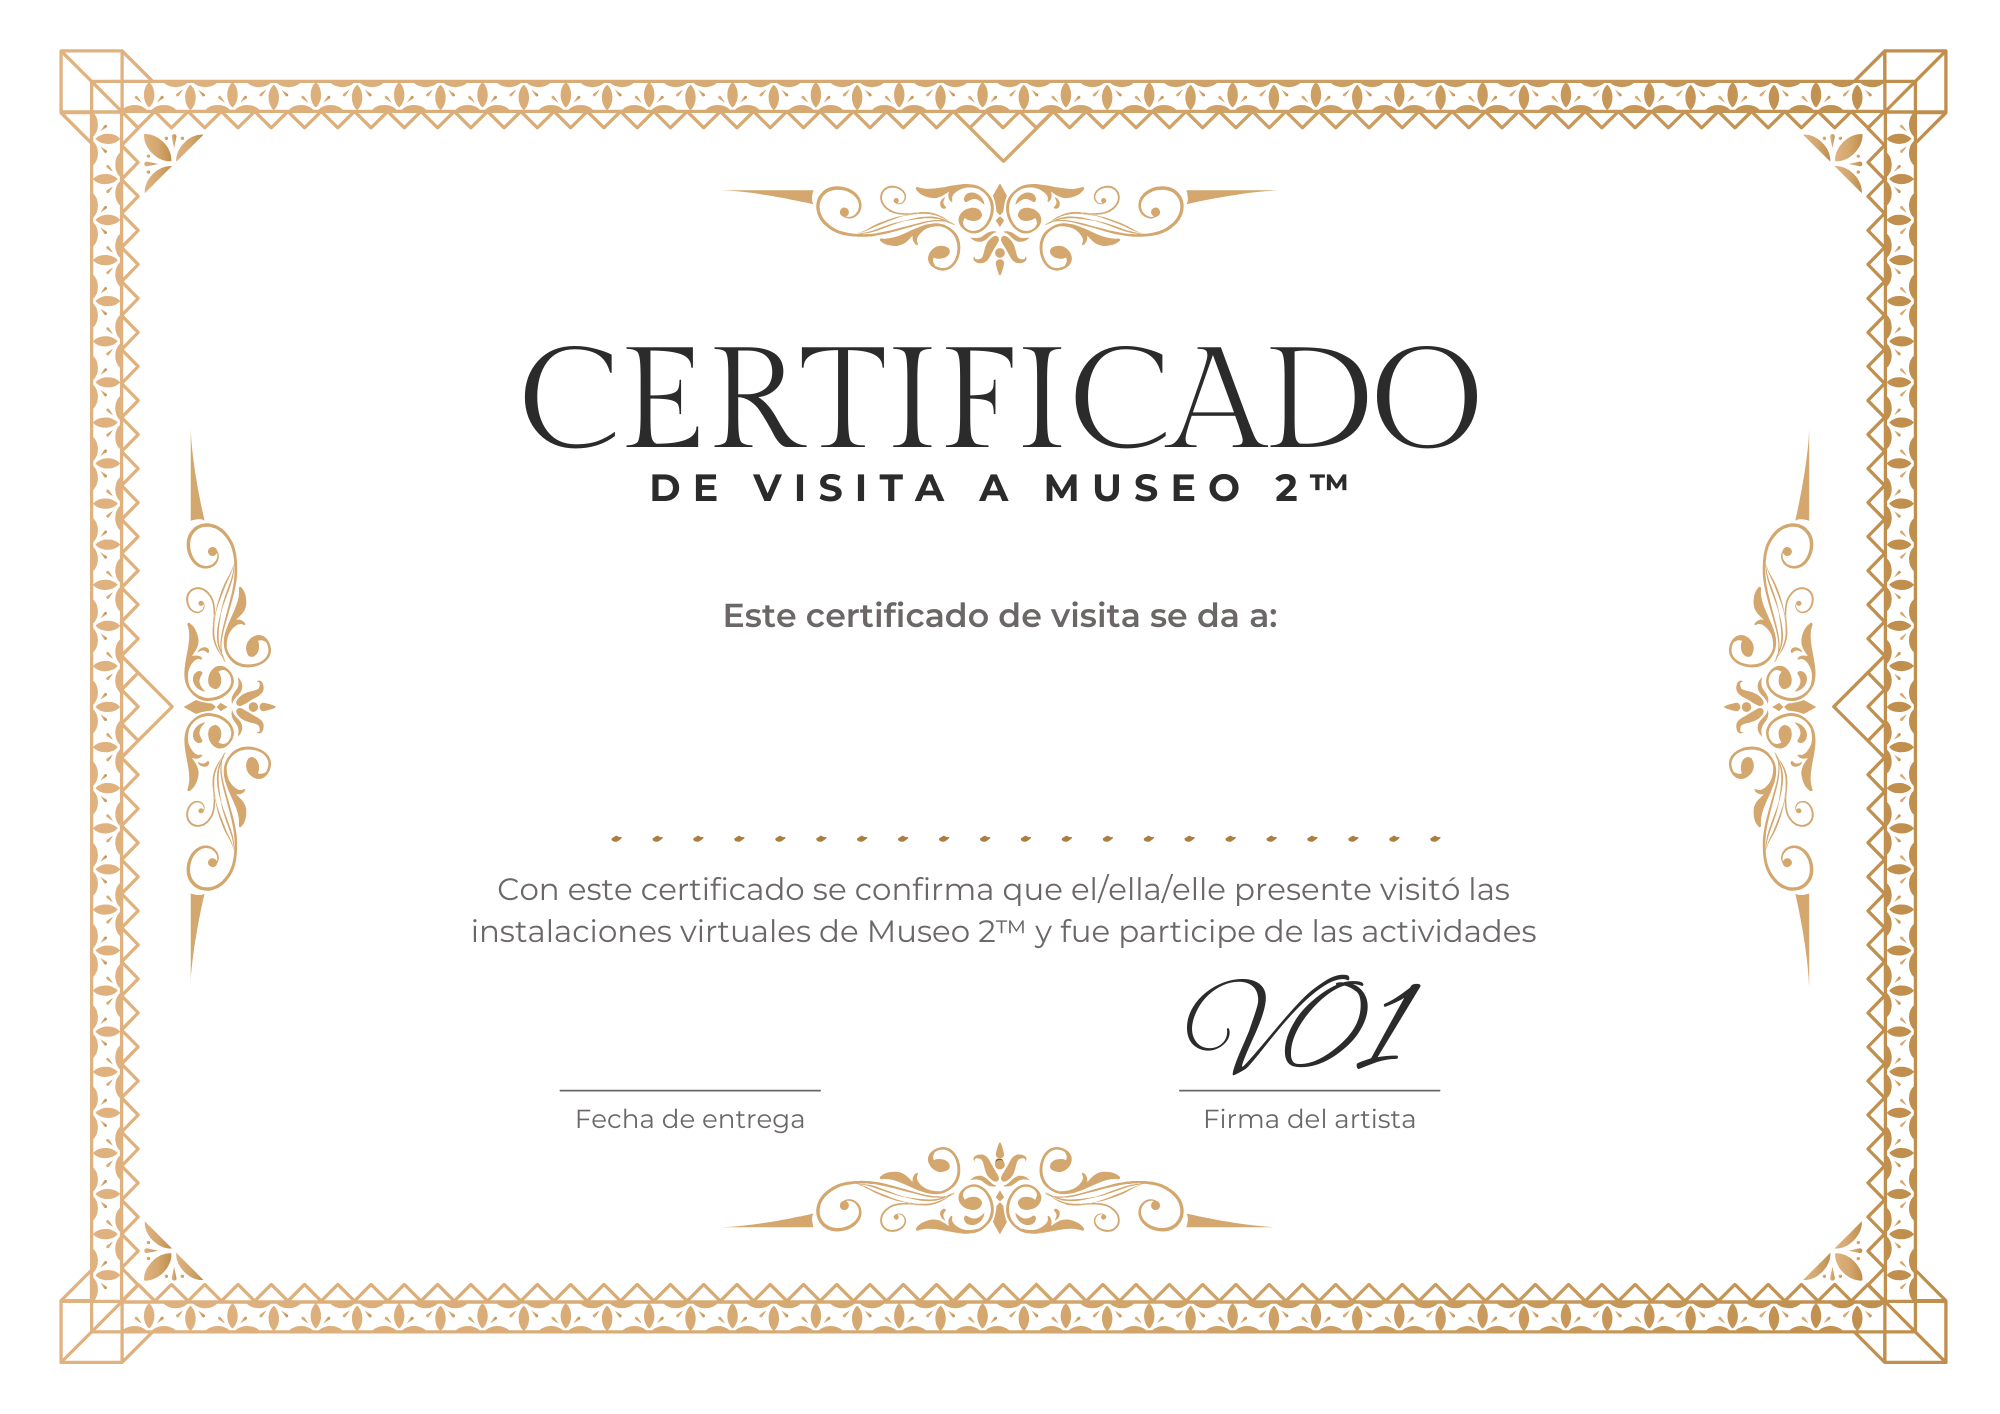 CERTIFICADO
DE VISITA A MUSEO 2™
Este certificado de visita se da a:
Con este certificado se confirma que el/ella/elle presente visitó las
instalaciones virtuales de Museo 2™ y fue participe de las actividades
VO1
Fecha de entrega
Firma del artista